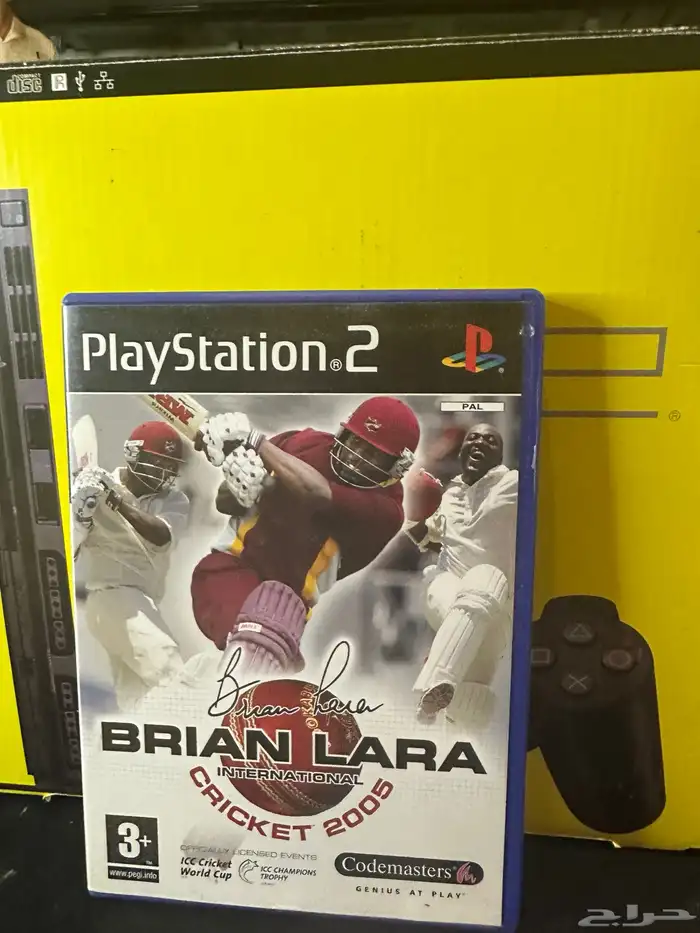 COMPACT
disc
PlayStation®2
®
PAL
Brian Lara
BRIAN LARA
INTERNATIONAL
CRICKET 2005
3+
www.pegi.info
OFFICIALLY LICENSED EVENTS
ICC Cricket
World Cup
ICC CHAMPIONS
TROPHY
Codemasters
GENIUS AT PLAY
®
حراج